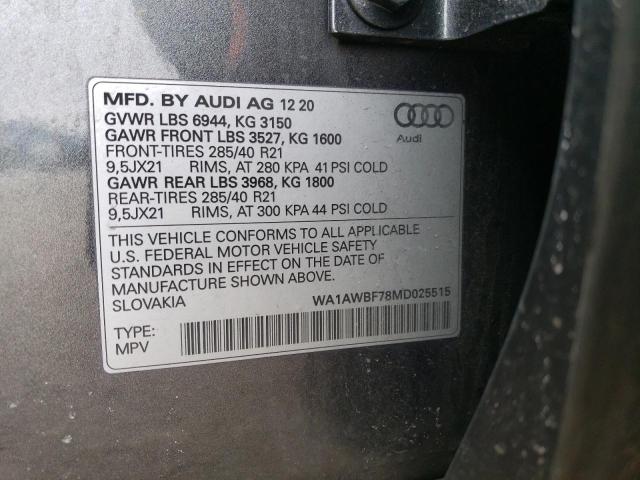 MFD. BY AUDI AG 12 20
GVWR LBS 6944, KG 3150
GAWR FRONT LBS 3527, KG 1600
FRONT-TIRES 285/40 R21
9,5JX21 RIMS, AT 280 KPA 41 PSI COLD
GAWR REAR LBS 3968, KG 1800
REAR-TIRES 285/40 R21
9,5JX21 RIMS, AT 300 KPA 44 PSI COLD
Audi
THIS VEHICLE CONFORMS TO ALL APPLICABLE
U.S. FEDERAL MOTOR VEHICLE SAFETY
STANDARDS IN EFFECT ON THE DATE OF
MANUFACTURE SHOWN ABOVE.
SLOVAKIA WA1AWBF78MD025515
TYPE:
MPV